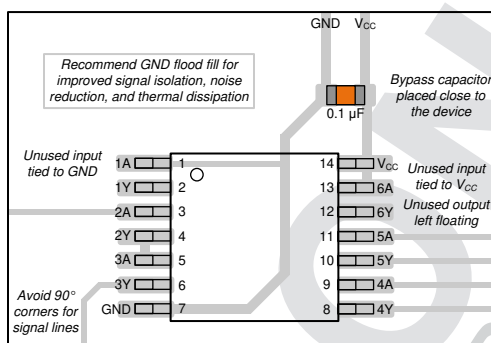 GND VCC
Recommend GND flood fill for
improved signal isolation, noise
reduction, and thermal dissipation
Bypass capacitor
placed close to
the device
0.1 µF
Unused input
tied to GND
1A 1 14 VCC
Unused input
tied to VCC
1Y 2 13 6A
2A 3 12 6Y
Unused output
left floating
2Y 4 11 5A
3A 5 10 5Y
3Y 6 9 4A
Avoid 90°
corners for
signal lines
GND 7 8 4Y